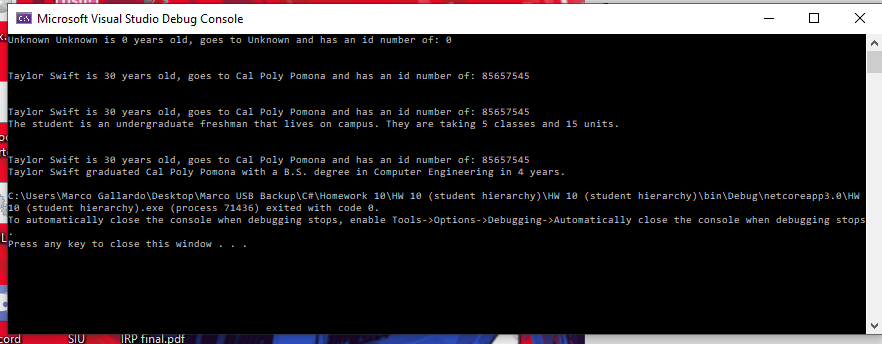 Microsoft Visual Studio Debug Console
Unknown Unknown is 0 years old, goes to Unknown and has an id number of: 0
Taylor Swift is 30 years old, goes to Cal Poly Pomona and has an id number of: 85657545
Taylor Swift is 30 years old, goes to Cal Poly Pomona and has an id number of: 85657545
The student is an undergraduate freshman that lives on campus. They are taking 5 classes and 15 units.
Taylor Swift is 30 years old, goes to Cal Poly Pomona and has an id number of: 85657545
Taylor Swift graduated Cal Poly Pomona with a B.S. degree in Computer Engineering in 4 years.
C:\Users\Marco Gallardo\Desktop\Marco USB Backup\C#\Homework 10\HW 10 (student hierarchy)\HW 10 (student hierarchy)\bin\Debug\netcoreapp3.0\HW
10 (student hierarchy).exe (process 71436) exited with code 0.
To automatically close the console when debugging stops, enable Tools->Options->Debugging->Automatically close the console when debugging stops
Press any key to close this window . . .
cord SIU IRP final.pdf